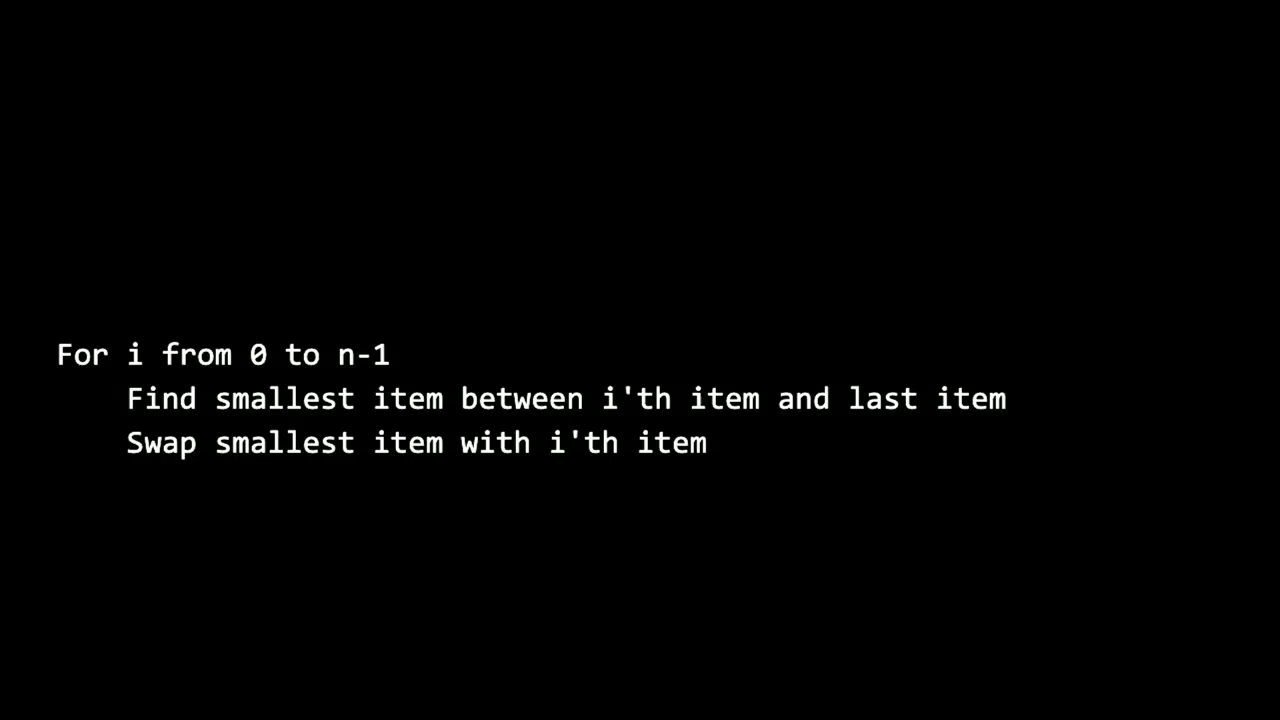 For i from 0 to n-1
Find smallest item between i'th item and last item
Swap smallest item with i'th item